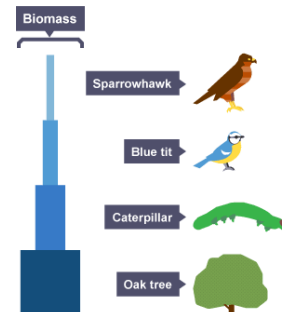 Biomass
Sparrowhawk
Blue tit
Caterpillar
Oak tree